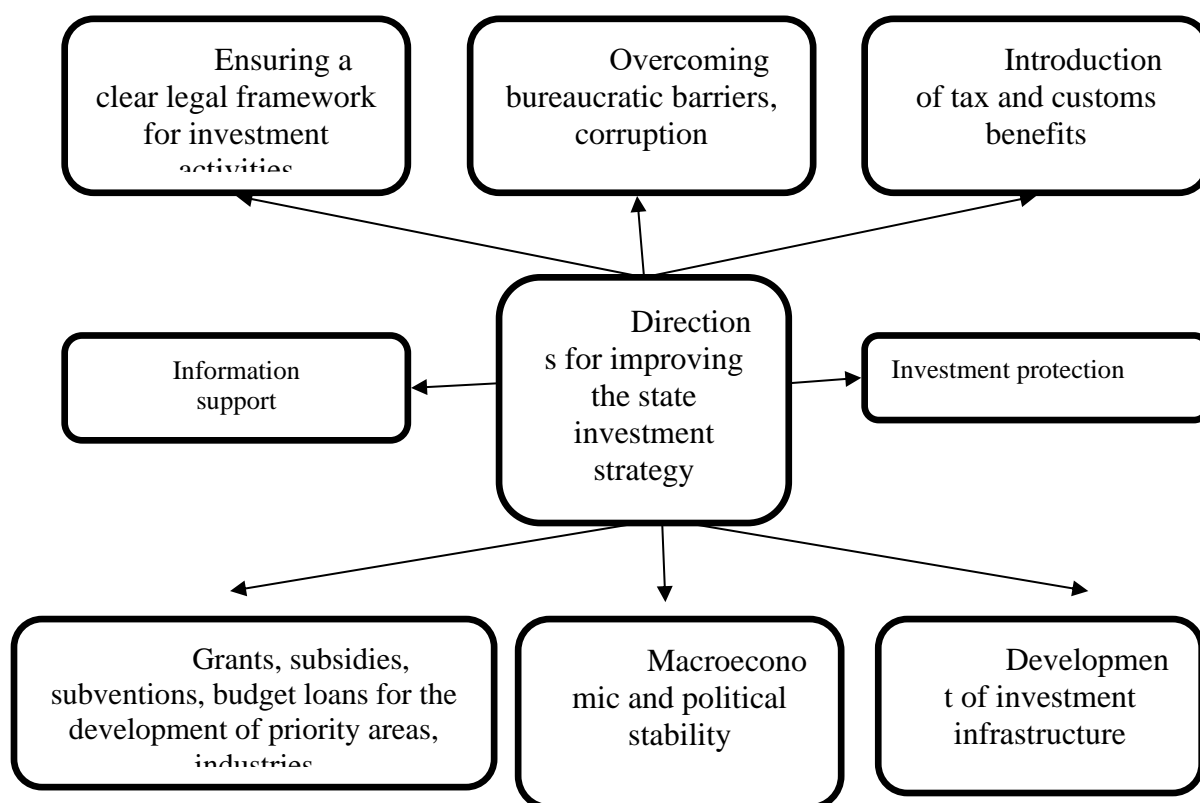 Ensuring a
clear legal framework
for investment
activities
Overcoming
bureaucratic barriers,
corruption
Introduction
of tax and customs
benefits
Information
support
Direction
s for improving
the state
investment
strategy
Investment protection
Grants, subsidies,
subventions, budget loans for the
development of priority areas,
industries
Macroecono
mic and political
stability
Developmen
t of investment
infrastructure